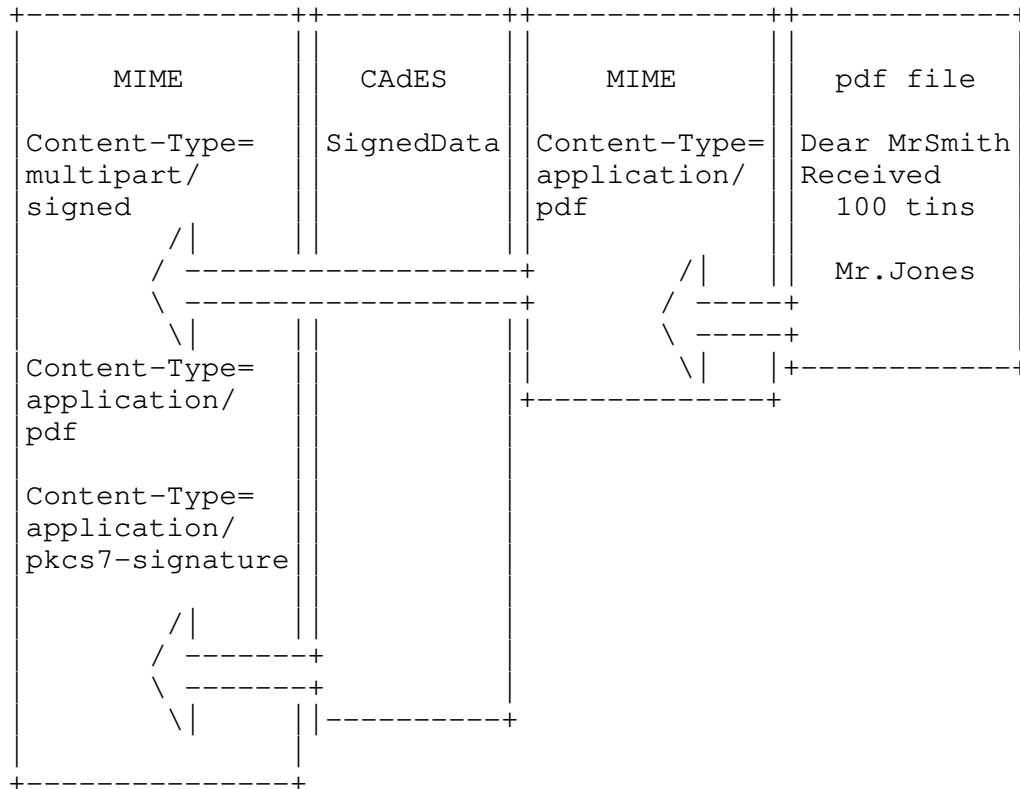 MIME CAdES MIME pdf file
Content-Type= SignedData Content-Type= Dear MrSmith
multipart/ application/ Received
signed pdf 100 tins
Mr.Jones
Content-Type=
application/
pdf
Content-Type=
application/
pkcs7-signature